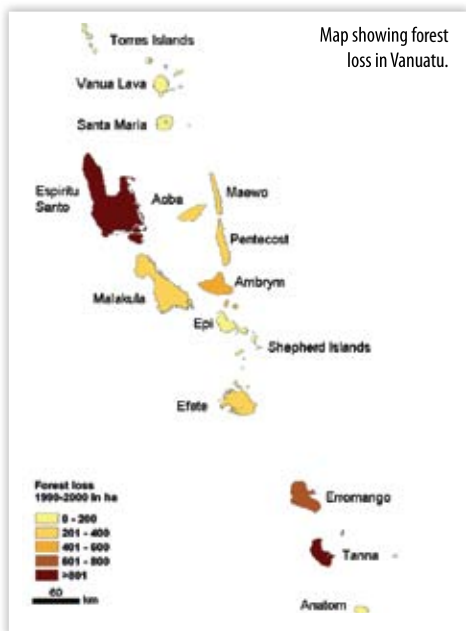 Map showing forest
loss in Vanuatu.
Torres Islands
Vanua Lava
Santa Maria
Espiritu
Santo
Aoba
Maewo
Pentecost
Ambrym
Malakula
Epi
Shepherd Islands
Efate
Erromango
Tanna
Anatom
Forest loss
1990-2000 in ha
0 - 200
201 - 400
401 - 600
601 - 800
>801
60
km